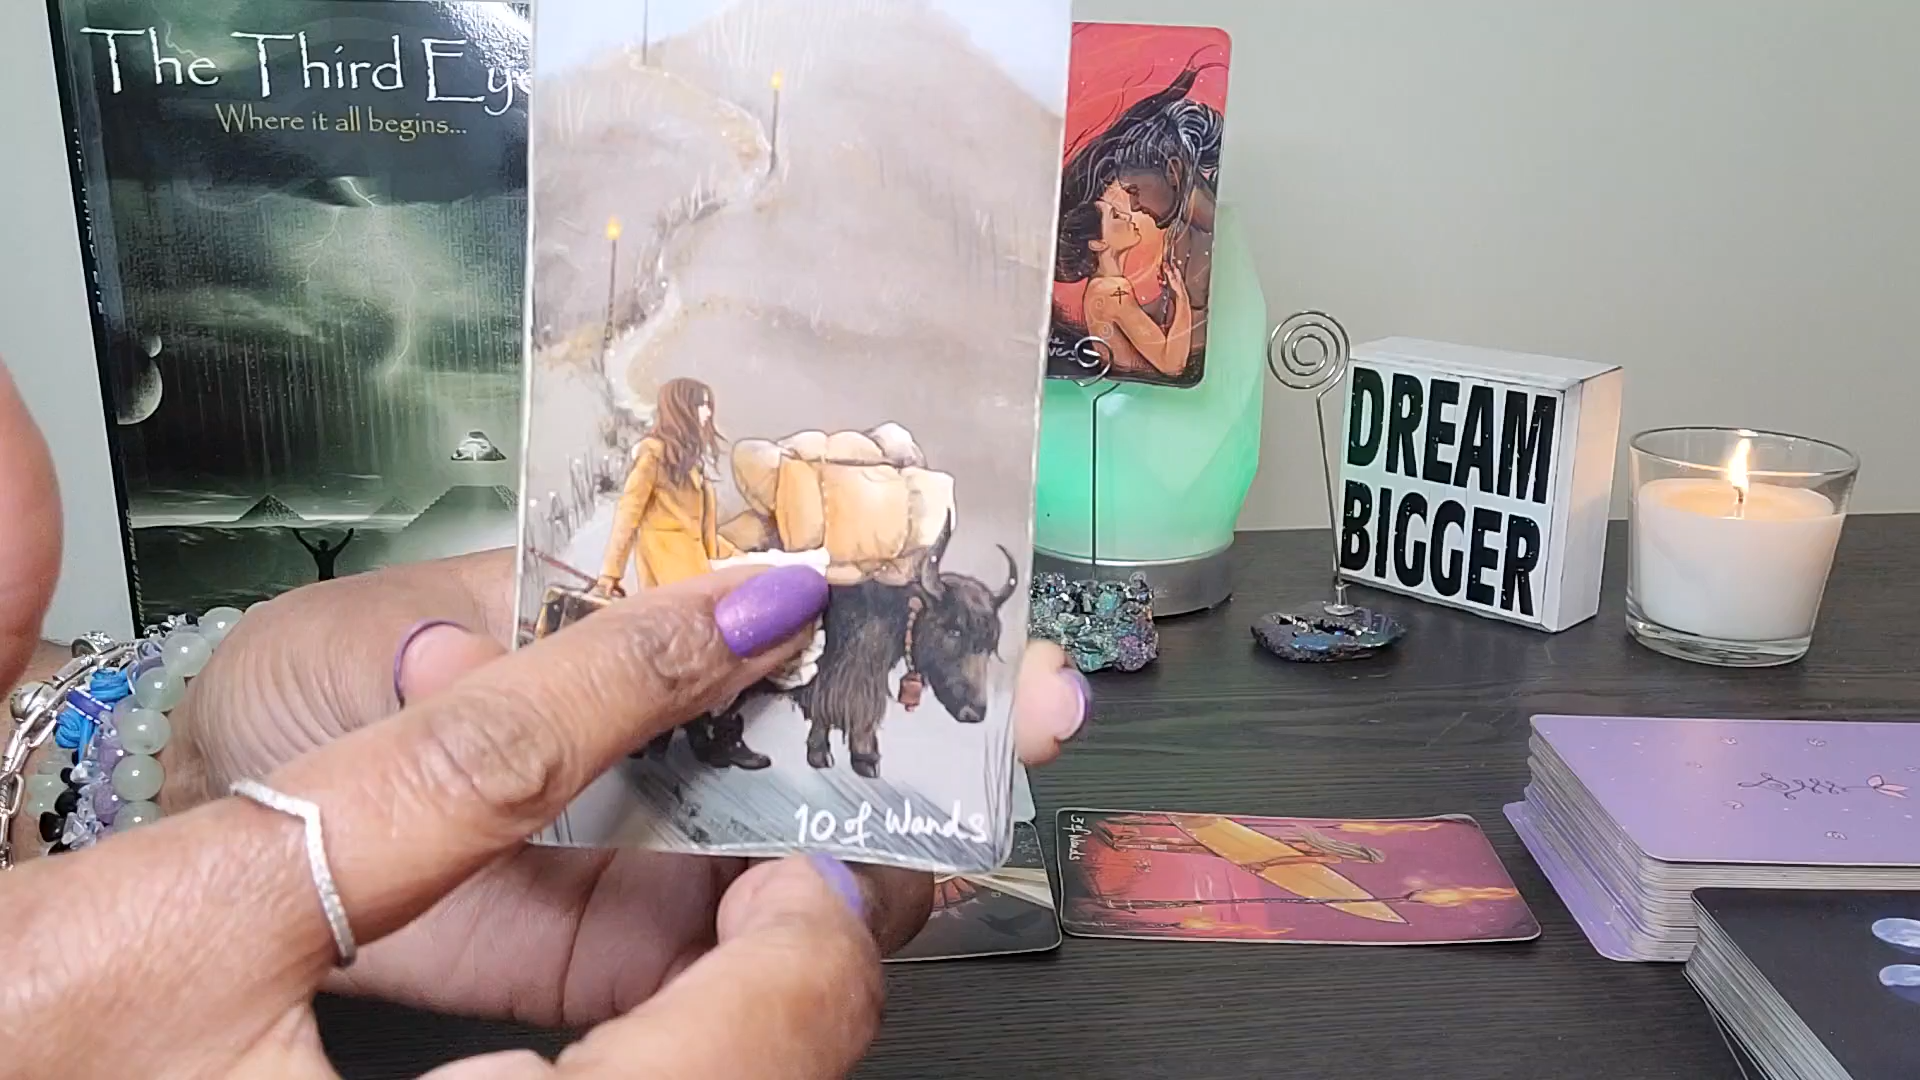 The Third Eye
Where it all begins...
10 of Wands
DREAM
BIGGER
3 of Wands